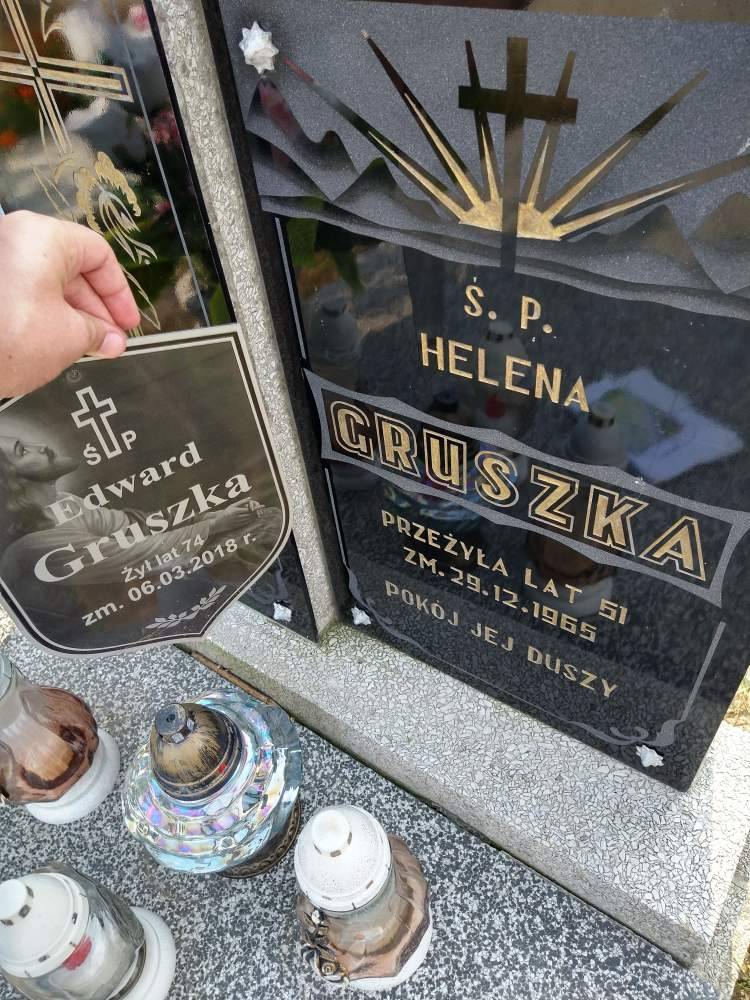 Ś. P.
HELENA
GRUSZKA
PRZEŻYŁA LAT 51
ZM. 29.12.1965
POKÓJ JEJ DUSZY
Ś P
Edward
Gruszka
Żył lat 74
zm. 06.03.2018 r.